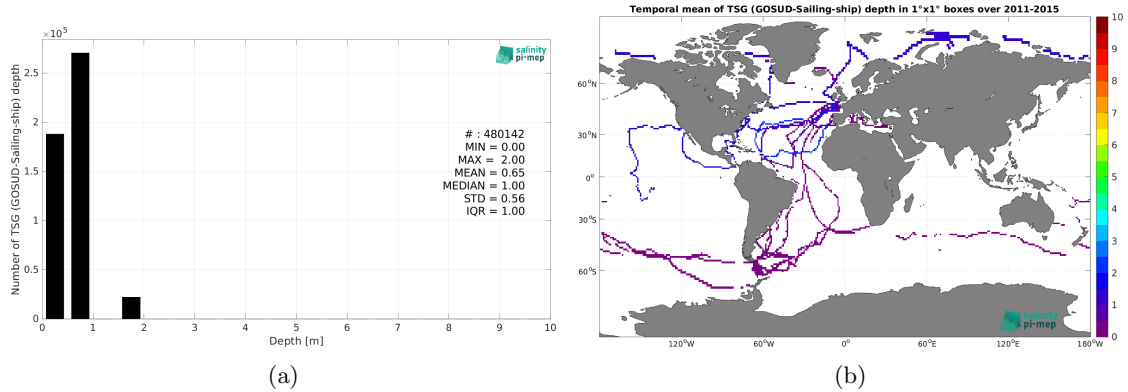 ×10⁵
2.5
2
1.5
1
0.5
0
Number of TSG (GOSUD-Sailing-ship) depth
salinity
pi-mep
# : 480142
MIN = 0.00
MAX = 2.00
MEAN = 0.65
MEDIAN = 1.00
STD = 0.56
IQR = 1.00
0 1 2 3 4 5 6 7 8 9 10
Depth [m]
(a)
Temporal mean of TSG (GOSUD-Sailing-ship) depth in 1°x1° boxes over 2011-2015
60°N
30°N
0°
30°S
60°S
120°W 60°W 0° 60°E 120°E 180°W
salinity
pi-mep
10
9
8
7
6
5
4
3
2
1
0
(b)